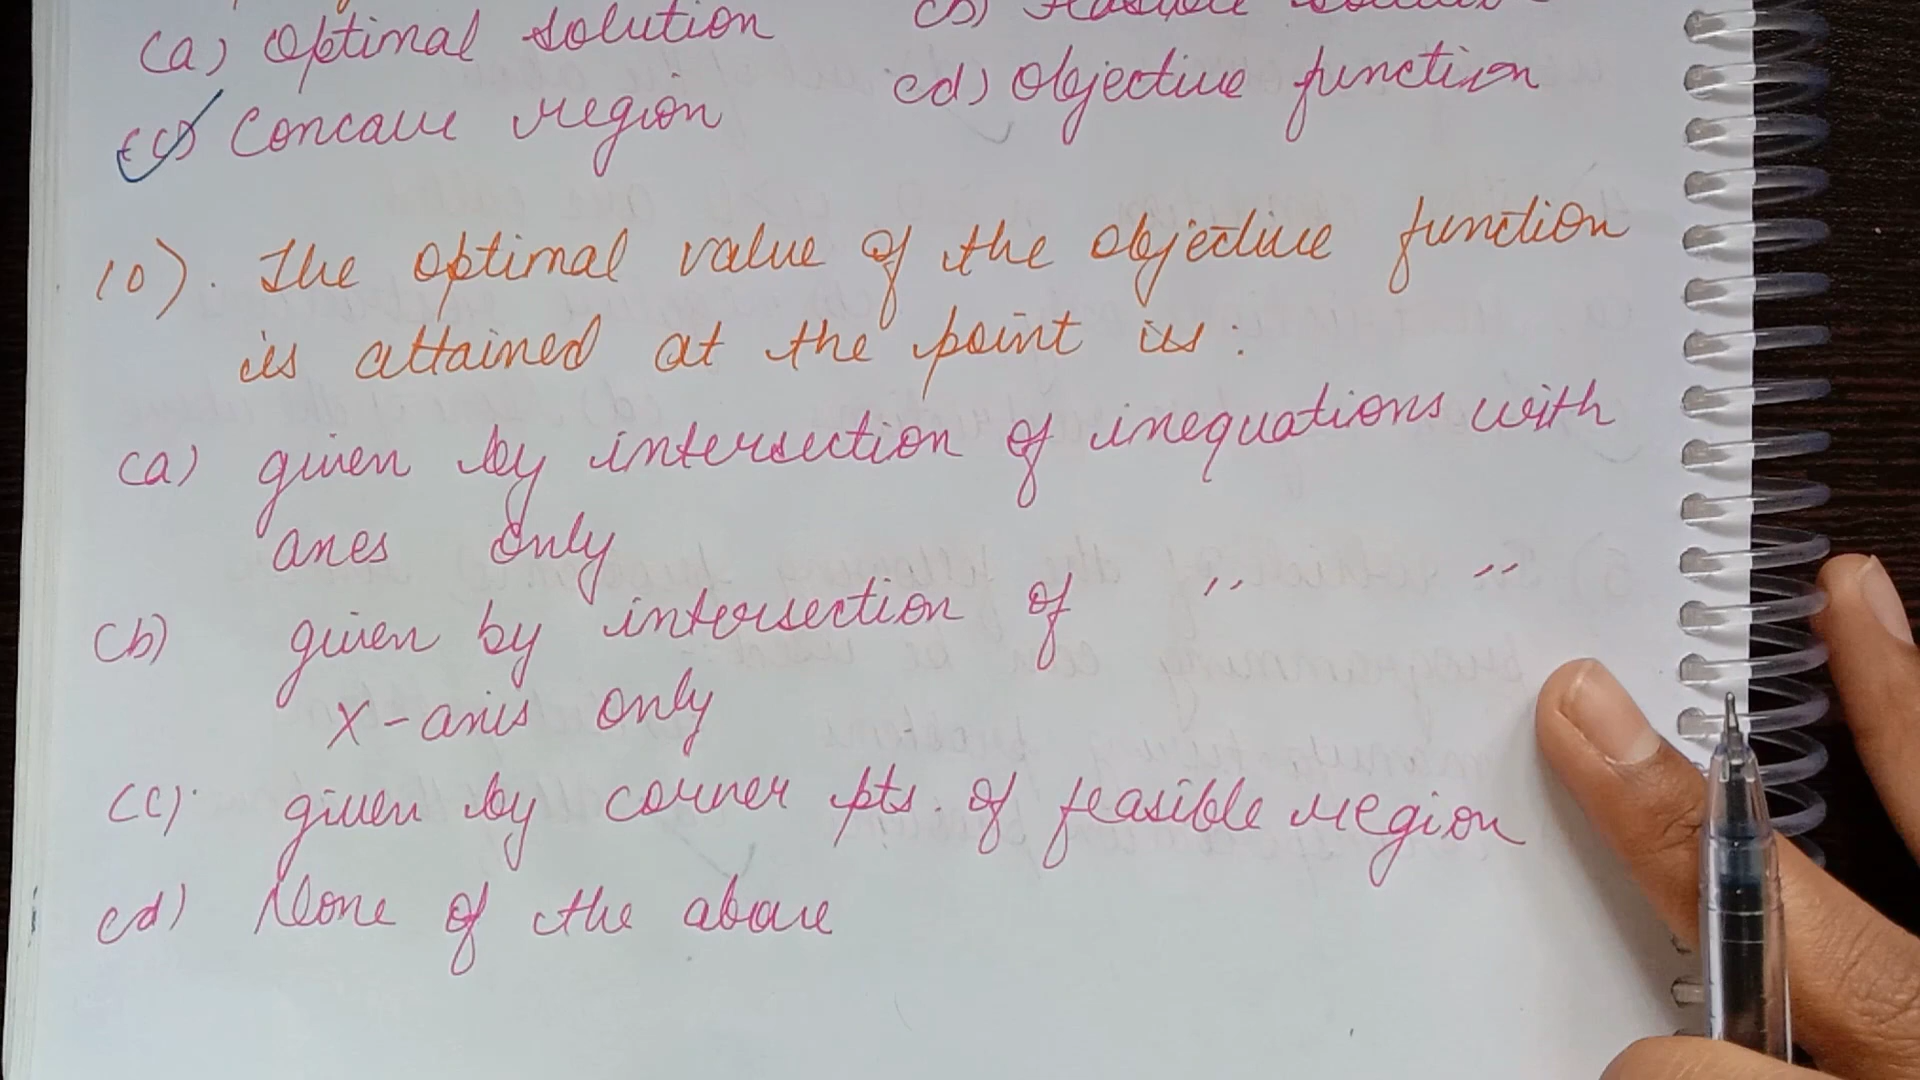 (a) Optimal solution (b)
(c) Concave region (d) Objective function
10). The optimal value of the objective function
is attained at the point is:
(a) given by intersection of inequations with
axes only
(b) given by intersection of ,, ,,
X-axis only
(c). given by corner pts. of feasible region
(d) None of the above